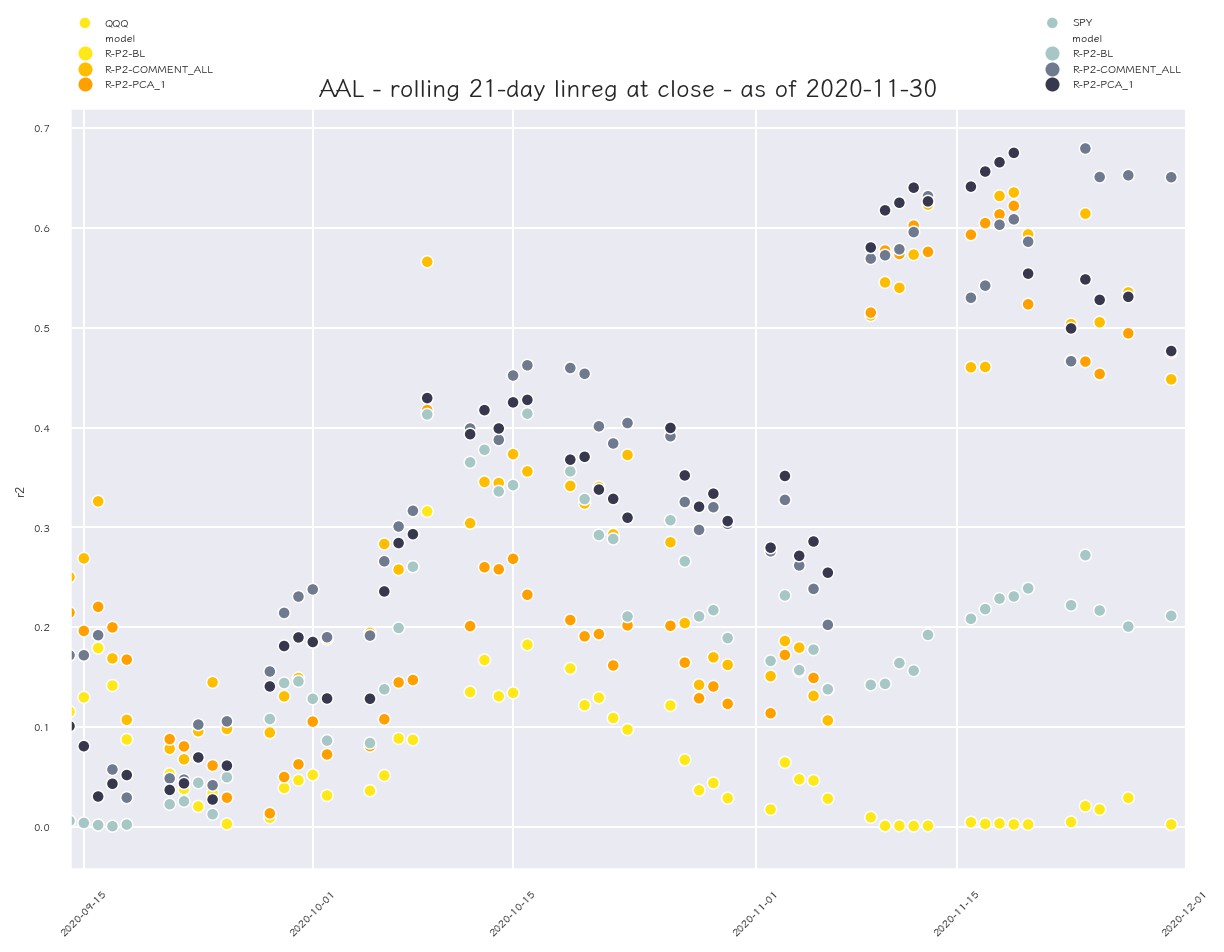 QQQ
model
R-P2-BL
R-P2-COMMENT_ALL
R-P2-PCA_1
SPY
model
R-P2-BL
R-P2-COMMENT_ALL
R-P2-PCA_1
AAL - rolling 21-day linreg at close - as of 2020-11-30
0.7
0.6
0.5
0.4
0.3
0.2
0.1
0.0
r2
2020-09-15
2020-10-01
2020-10-15
2020-11-01
2020-11-15
2020-12-01